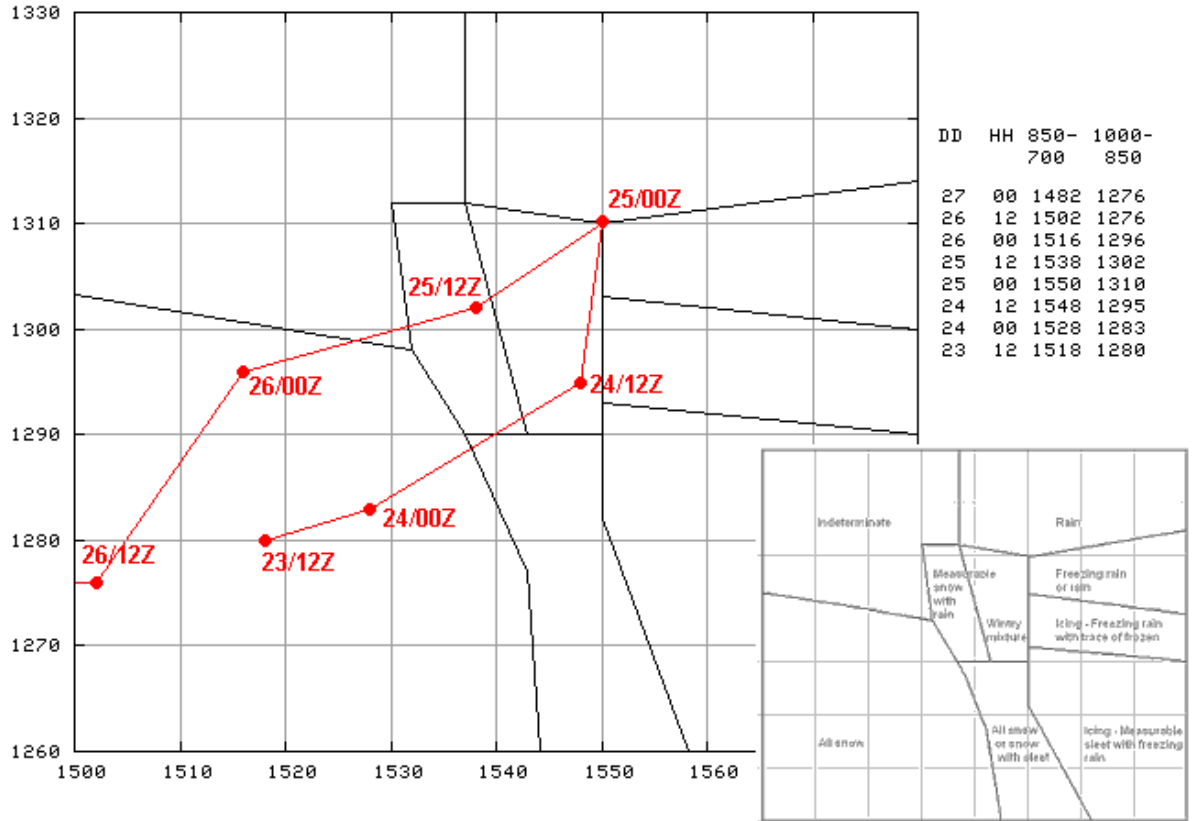 1330
1320
1310
1300
1290
1280
1270
1260
1500 1510 1520 1530 1540 1550 1560
25/00Z
25/12Z
26/00Z
24/12Z
24/00Z
26/12Z
23/12Z
DD HH 850- 1000-
700 850
27 00 1482 1276
26 12 1502 1276
26 00 1516 1296
25 12 1538 1302
25 00 1550 1310
24 12 1548 1295
24 00 1528 1283
23 12 1518 1280
Indeterminate
Rain
Measurable
snow
with
rain
Freezing rain
or rain
Wintry
mixture
Icing - Freezing rain
with trace of frozen
All snow
All snow
or snow
with sleet
Icing - Measurable
sleet with freezing
rain